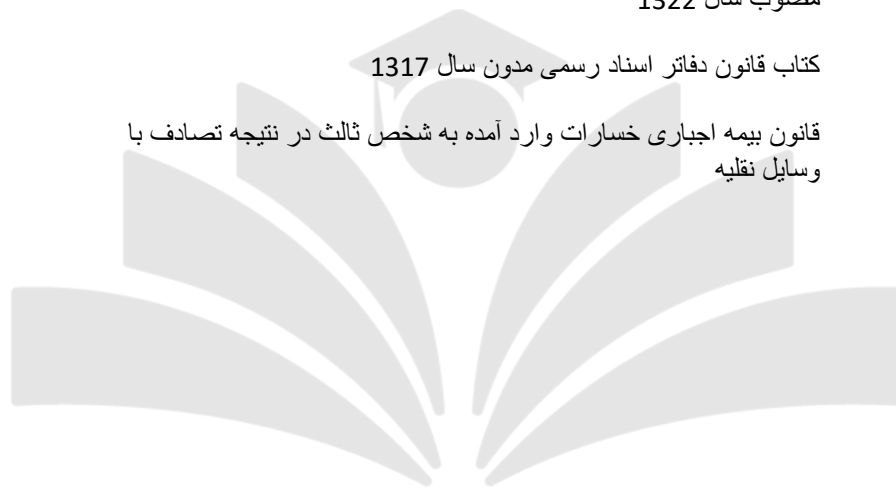 مصوب سال 1322
کتاب قانون دفاتر اسناد رسمی مدون سال 1317
قانون بیمه اجباری خسارات وارد آمده به شخص ثالث در نتیجه تصادف با
وسایل نقلیه